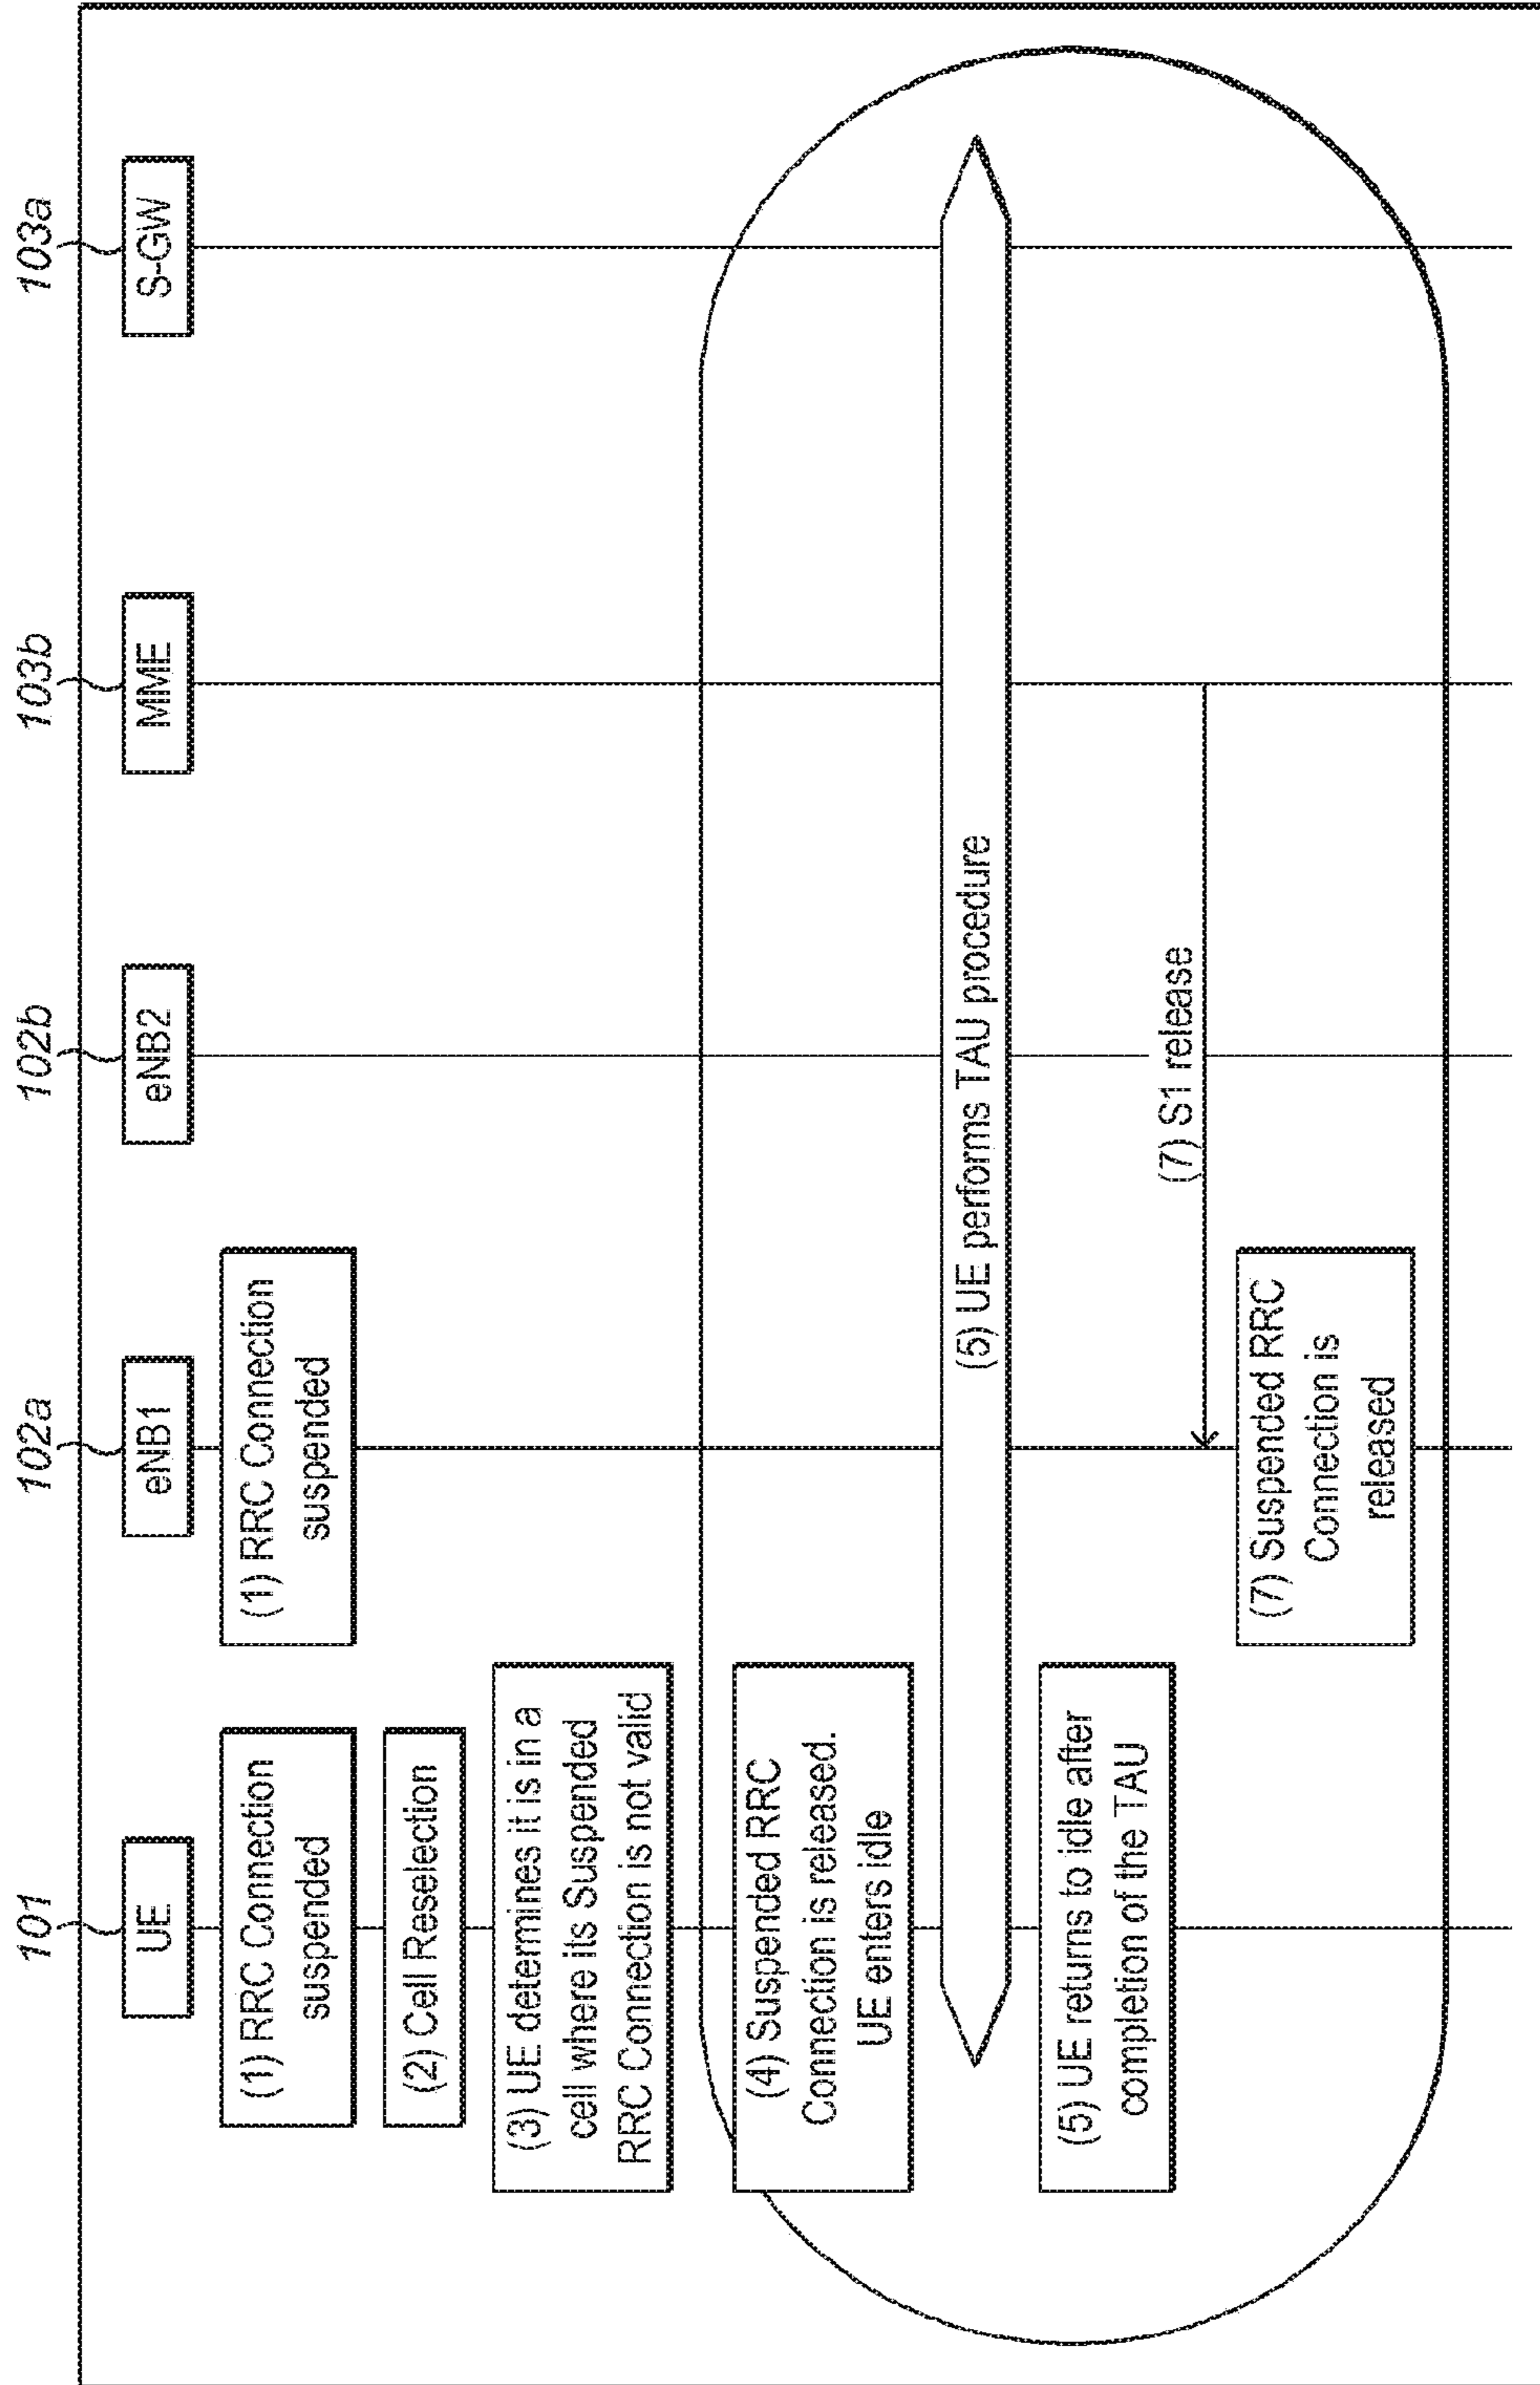 101
102a
102b
103b
103a
UE
eNB1
eNB2
MME
S-GW
(1) RRC Connection
suspended
(1) RRC Connection
suspended
(2) Cell Reselection
(3) UE determines it is in a
cell where its Suspended
RRC Connection is not valid
(4) Suspended RRC
Connection is released.
UE enters idle
(5) UE performs TAU procedure
(5) UE returns to idle after
completion of the TAU
(7) S1 release
(7) Suspended RRC
Connection is
released